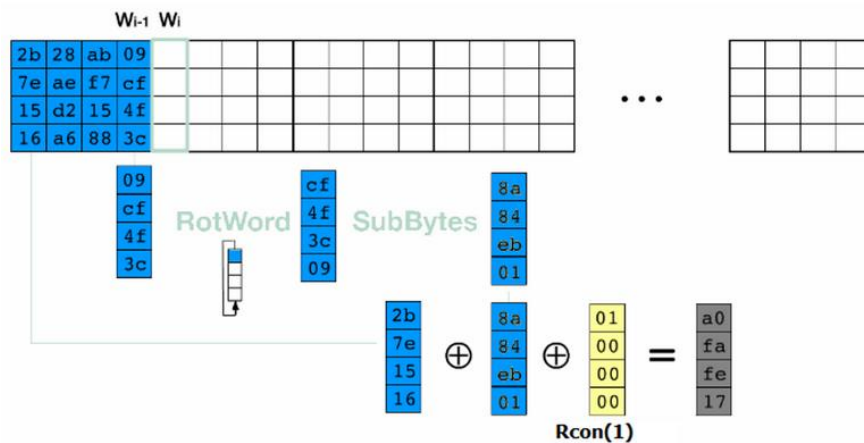 Wi-1 Wi
2b 28 ab 09
7e ae f7 cf
15 d2 15 4f
16 a6 88 3c
...
09
cf
4f
3c
RotWord
cf
4f
3c
09
SubBytes
8a
84
eb
01
2b
7e
15
16
⊕
8a
84
eb
01
⊕
01
00
00
00
=
a0
fa
fe
17
Rcon(1)